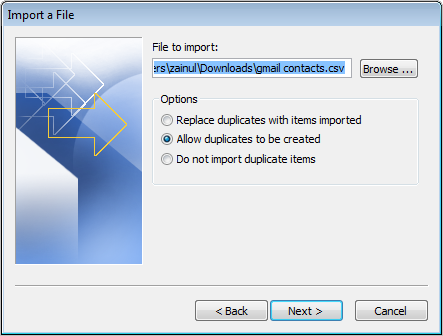 Import a File
File to import:
ers\zainul\Downloads\gmail contacts.csv
Browse ...
Options
Replace duplicates with items imported
Allow duplicates to be created
Do not import duplicate items
< Back
Next >
Cancel